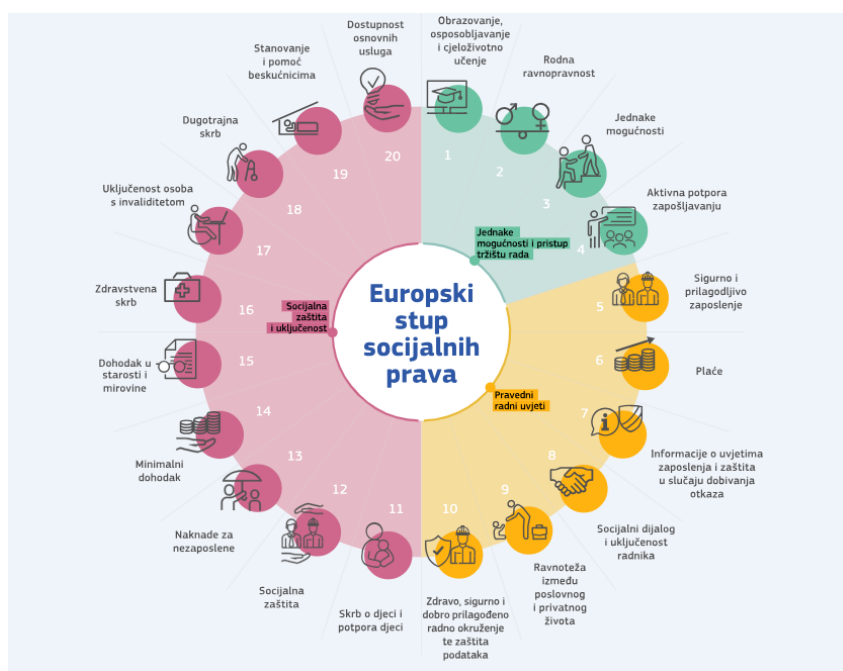 Europski
stup
socijalnih
prava
Jednake
mogućnosti i pristup
tržištu rada
Pravedni
radni uvjeti
Socijalna
zaštita
i uključenost
1
Obrazovanje,
osposobljavanje
i cjeloživotno
učenje
2
Rodna
ravnopravnost
3
Jednake
mogućnosti
4
Aktivna potpora
zapošljavanju
5
Sigurno i
prilagodljivo
zaposlenje
6
Plaće
7
Informacije o uvjetima
zaposlenja i zaštita
u slučaju dobivanja
otkaza
8
Socijalni dijalog
i uključenost
radnika
9
Ravnoteža
između
poslovnog
i privatnog
života
10
Zdravo, sigurno i
dobro prilagođeno
radno okruženje
te zaštita
podataka
11
Skrb o djeci i
potpora djeci
12
Socijalna
zaštita
13
Naknade za
nezaposlene
14
Minimalni
dohodak
15
Dohodak u
starosti i
mirovine
16
Zdravstvena
skrb
17
Uključenost osoba
s invaliditetom
18
Dugotrajna
skrb
19
Stanovanje
i pomoć
beskućnicima
20
Dostupnost
osnovnih
usluga